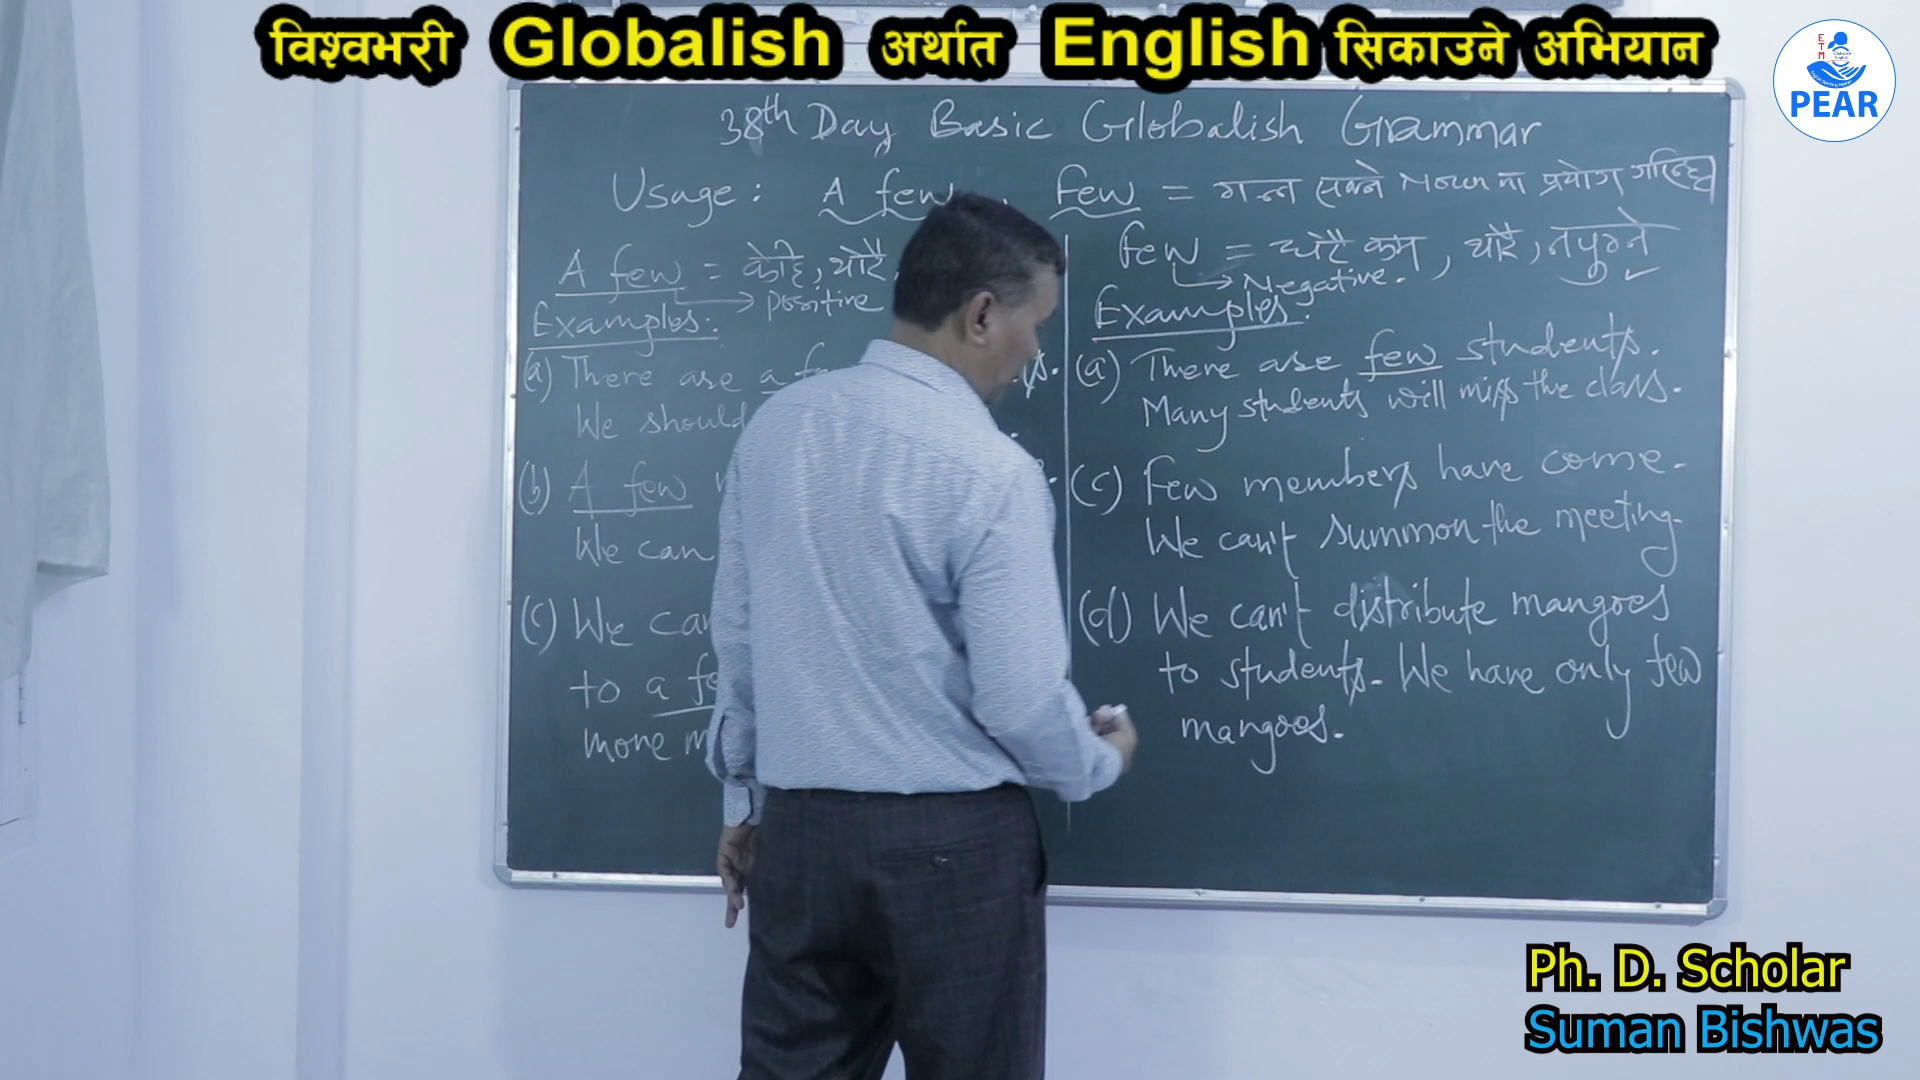 विश्वभरी Globalish अर्थात English सिकाउने अभियान
PEAR
38th Day Basic Globalish Grammar
Usage: A few, Few = गन्न सक्ने Noun मा प्रयोग गरिन्छ
A few = केहि, थोरै
→ Positive
Examples:
(a) There are a
We should
(b) A few
We can
(c) We can
to a
more
Few = धेरै कम, थोरै, नपुग्ने
→ Negative.
Examples:
(a) There are few students.
Many students will miss the class.
(c) Few members have come.
We can't summon the meeting.
(d) We can't distribute mangoes
to students. We have only few
mangoes.
Ph. D. Scholar
Suman Bishwas